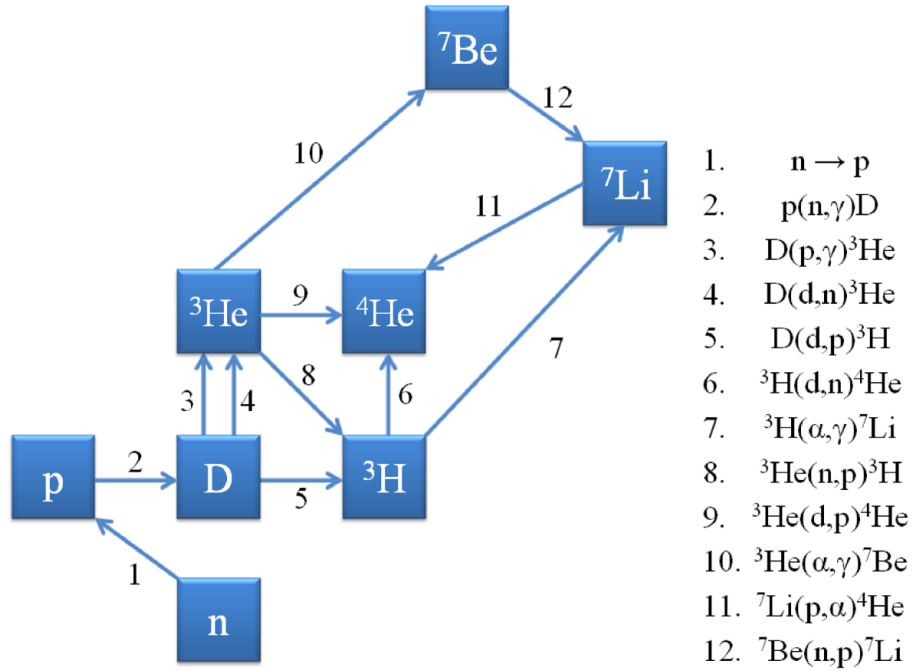 ⁷Be
12
10
⁷Li
11
³He
9
⁴He
7
8
3
4
6
p
2
D
5
³H
1
n
1. n → p
2. p(n,γ)D
3. D(p,γ)³He
4. D(d,n)³He
5. D(d,p)³H
6. ³H(d,n)⁴He
7. ³H(α,γ)⁷Li
8. ³He(n,p)³H
9. ³He(d,p)⁴He
10. ³He(α,γ)⁷Be
11. ⁷Li(p,α)⁴He
12. ⁷Be(n,p)⁷Li